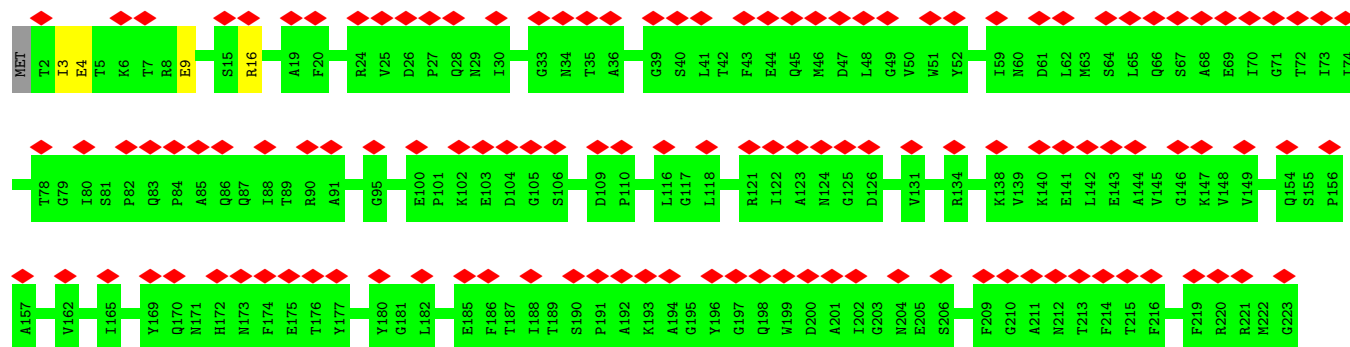 MET T2 I3 E4 T5 K6 T7 R8 E9 S15 R16 A19 F20 R24 V25 D26 P27 Q28 N29 I30 G33 N34 T35 A36 G39 S40 L41 T42 F43 E44 Q45 M46 D47 L48 G49 V50 W51 Y52 I59 N60 D61 L62 M63 S64 L65 Q66 S67 A68 E69 I70 G71 T72 I73 I74
T78 G79 I80 S81 P82 Q83 P84 A85 Q86 Q87 I88 T89 R90 A91 G95 E100 P101 K102 E103 D104 G105 S106 D109 P110 L116 G117 L118 R121 I122 A123 N124 G125 D126 V131 R134 K138 V139 K140 E141 L142 E143 A144 V145 G146 K147 V148 V149 Q154 S155 P156
A157 V162 I165 Y169 Q170 N171 H172 N173 F174 E175 T176 Y177 Y180 G181 L182 E185 F186 T187 I188 T189 S190 P191 A192 K193 A194 G195 Y196 G197 Q198 W199 D200 A201 I202 G203 N204 E205 S206 F209 G210 A211 N212 T213 F214 T215 F216 F219 R220 R221 M222 G223